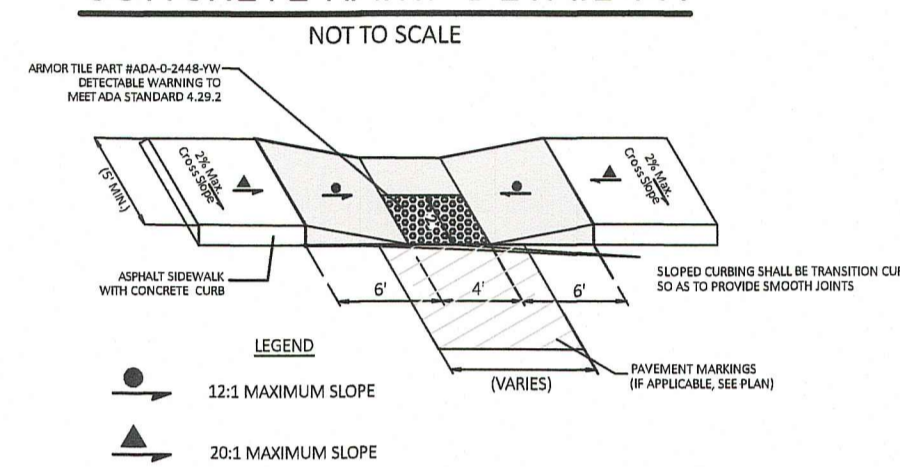 NOT TO SCALE
ARMOR TILE PART #ADA-0-2448-YW
DETECTABLE WARNING TO
MEET ADA STANDARD 4.29.2
2% Max.
Cross Slope
2% Max.
Cross Slope
(5' MIN.)
ASPHALT SIDEWALK
WITH CONCRETE CURB
6'
4'
6'
SLOPED CURBING SHALL BE TRANSITION
SO AS TO PROVIDE SMOOTH JOINTS
LEGEND
12:1 MAXIMUM SLOPE
20:1 MAXIMUM SLOPE
(VARIES)
PAVEMENT MARKINGS
(IF APPLICABLE, SEE PLAN)